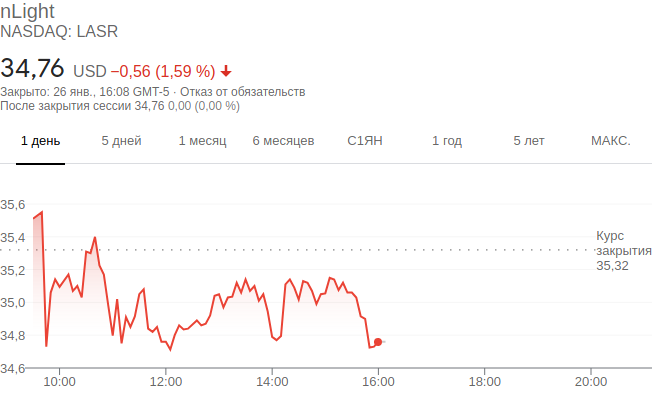 nLight
NASDAQ: LASR
34,76 USD −0,56 (1,59 %)
Закрыто: 26 янв., 16:08 GMT-5 · Отказ от обязательств
После закрытия сессии 34,76 0,00 (0,00 %)
1 день 5 дней 1 месяц 6 месяцев С1ЯН 1 год 5 лет МАКС.
35,6
35,4
Курс
закрытия
35,32
35,2
35,0
34,8
34,6
10:00 12:00 14:00 16:00 18:00 20:00